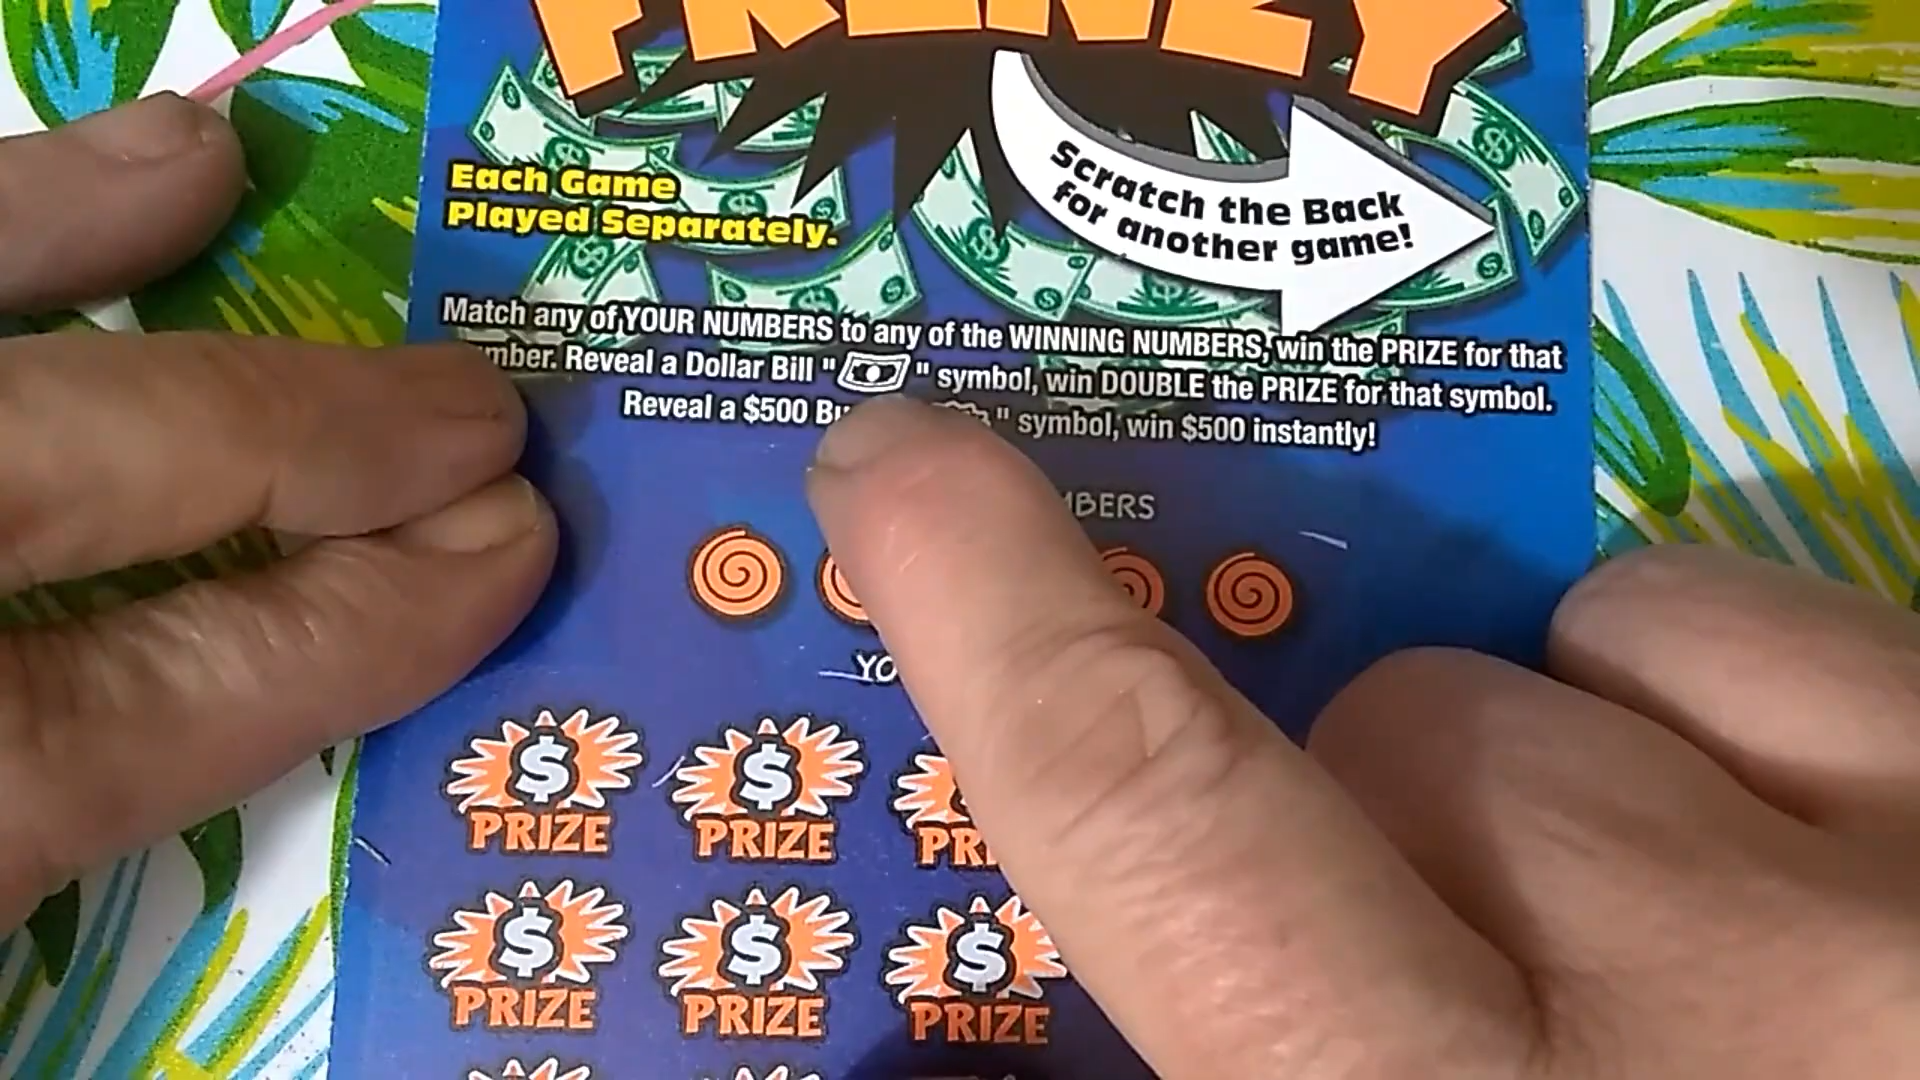 FRENZY
Scratch the Back
for another game!
Each Game
Played Separately.
Match any of YOUR NUMBERS to any of the WINNING NUMBERS, win the PRIZE for that
Reveal a Dollar Bill " " symbol, win DOUBLE the PRIZE for that symbol.
Reveal a $500 " symbol, win $500 instantly!
$ $
PRIZE PRIZE
$ $ $
PRIZE PRIZE PRIZE